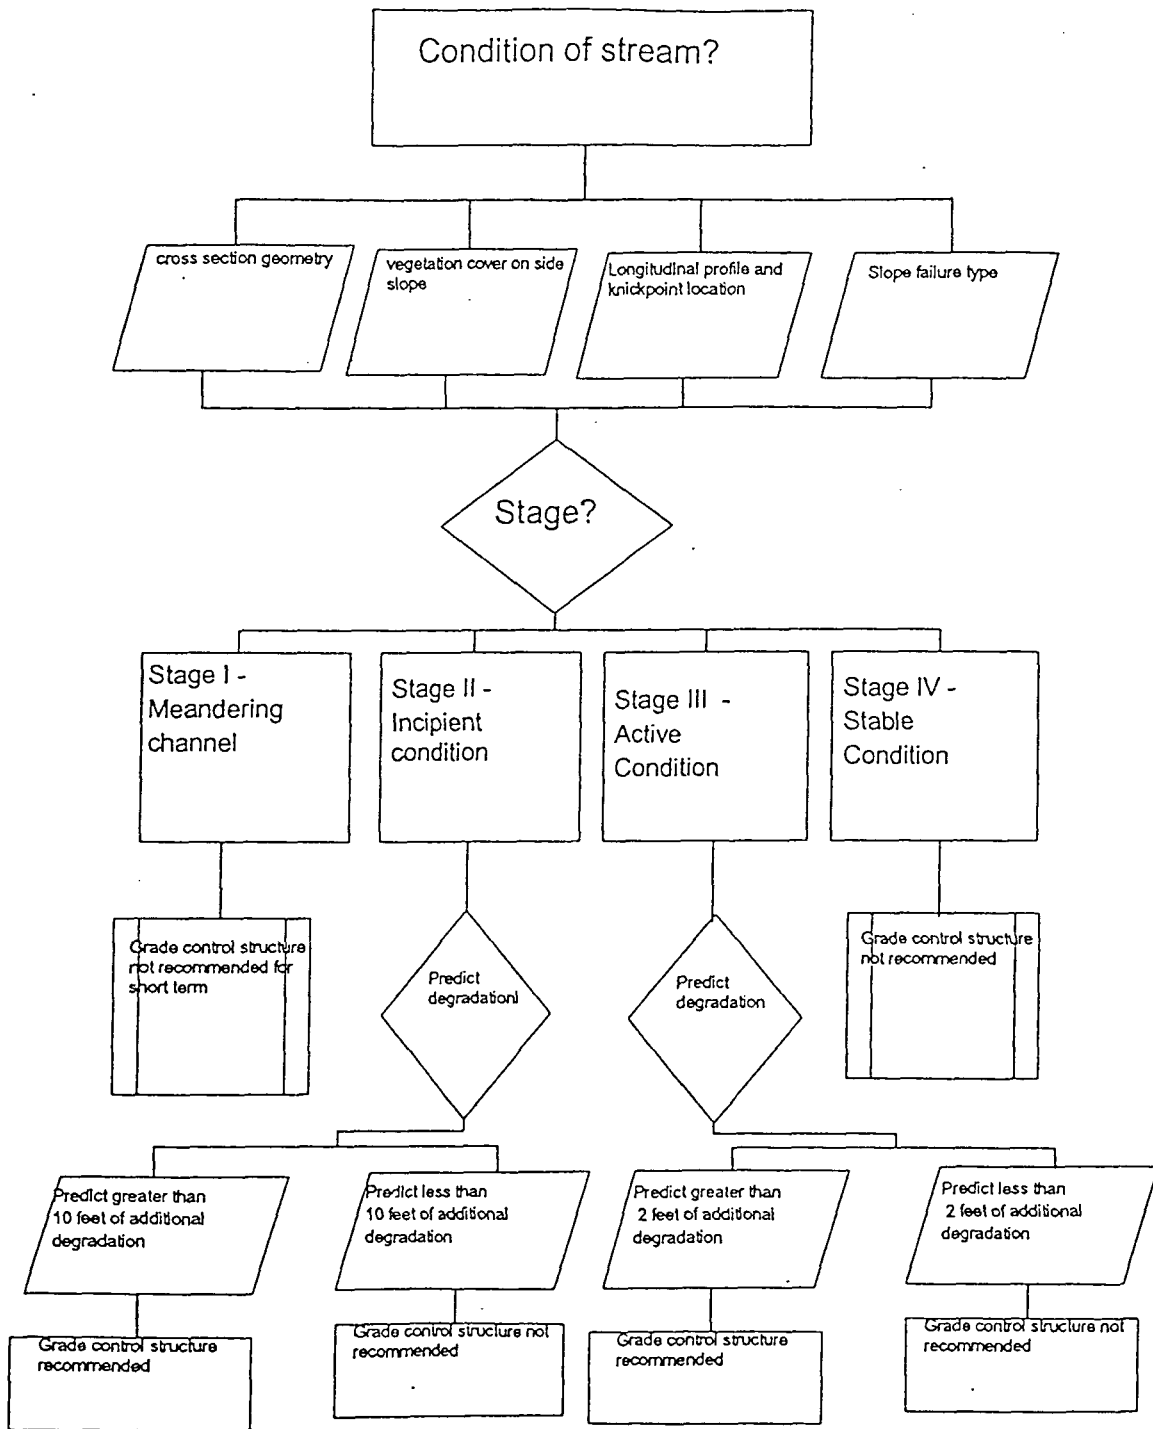 Condition of stream?
cross section geometry
vegetation cover on side
slope
Longitudinal profile and
knickpoint location
Slope failure type
Stage?
Stage I -
Meandering
channel
Stage II -
Incipient
condition
Stage III -
Active
Condition
Stage IV -
Stable
Condition
Grade control structure
not recommended for
short term
Predict
degradationl
Predict
degradation
Grade control structure
not recommended
Predict greater than
10 feet of additional
degradation
Predict less than
10 feet of additional
degradation
Predict greater than
2 feet of additional
degradation
Predict less than
2 feet of additional
degradation
Grade control structure
recommended
Grade control structure not
recommended
Grade control structure
recommended
Grade control structure not
recommended